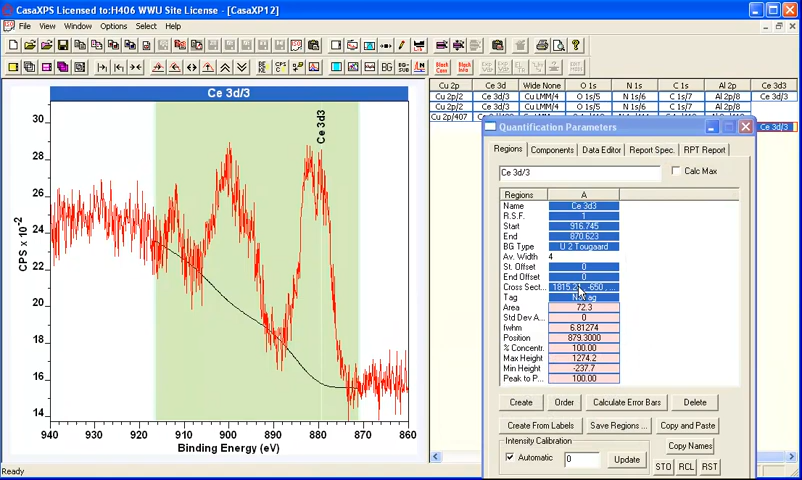 CasaXPS Licensed to:H406 WWU Site License - [CasaXP12]
File View Window Options Select Help
Ce 3d/3
Ce 3d3
CPS x 10-2
30
28
26
24
22
20
18
16
14
940 930 920 910 900 890 880 870 860
Binding Energy (eV)
Cu 2p Ce 3d Wide None O 1s N 1s C 1s Al 2p Ce 3d3
Cu 2p/2 Ce 3d/3 Cu LMM/4 O 1s/5 N 1s/6 C 1s/7 Al 2p/8 Ce 3d/3
Cu 2p/2 Ce 3d/3 Cu LMM/4 O 1s/5 N 1s/6 C 1s/7 Al 2p/8
Cu 2p/407
Ce 3d/3
Quantification Parameters
Regions Components Data Editor Report Spec. RPT Report
Ce 3d/3 Calc Max
Regions A
Name Ce 3d3
R.S.F. 1
Start 916.745
End 870.623
BG Type U 2 Tougaard
Av. Width 4
St. Offset 0
End Offset 0
Cross Sect... -650, ...
Tag
Area 72.3
Std Dev A... 0
fwhm 6.81274
Position 879.3000
% Concentr. 100.00
Max Height 1274.2
Min Height -237.7
Peak to P... 100.00
Create Order Calculate Error Bars Delete
Create From Labels Save Regions ... Copy and Paste
Intensity Calibration
Copy Names
Automatic 0 Update
STO RCL RST
Ready